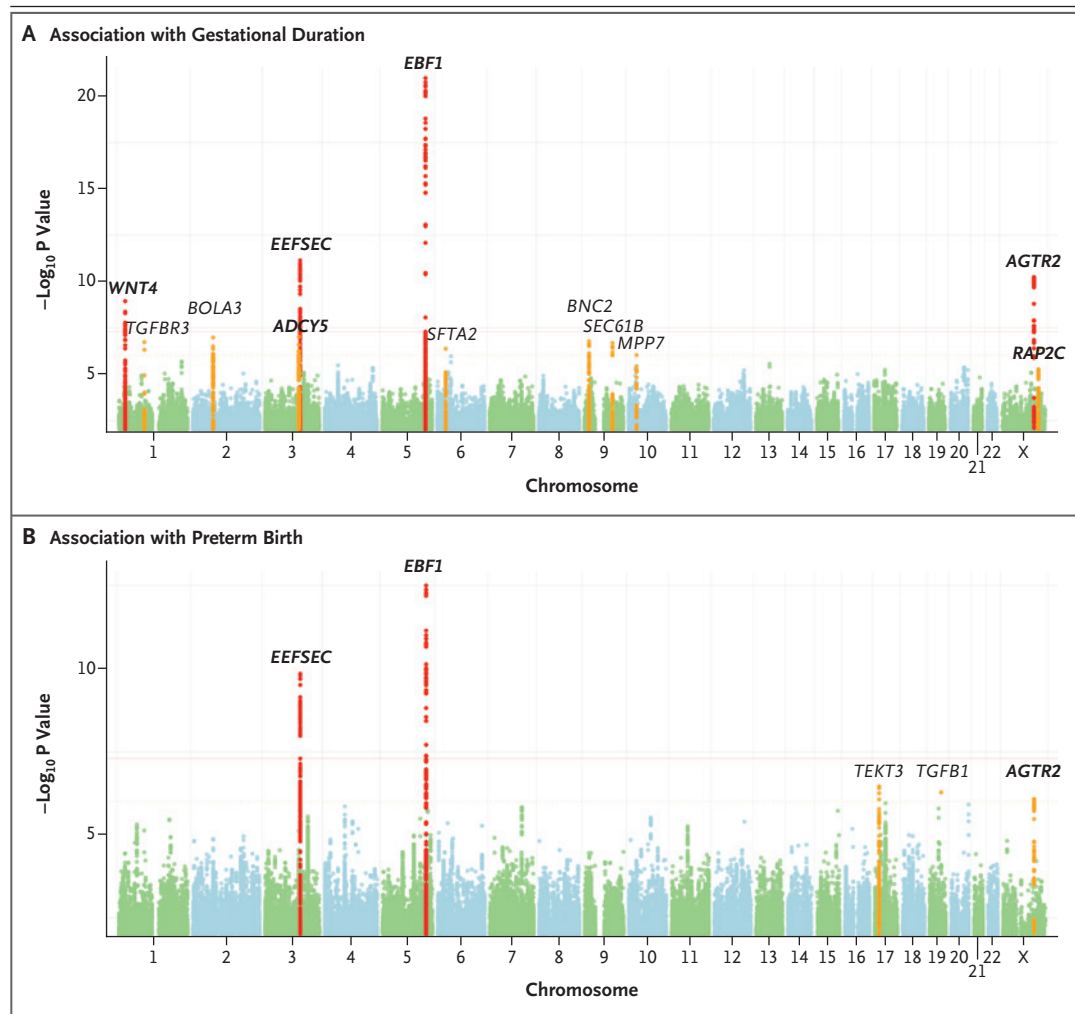 A Association with Gestational Duration
EBF1
20
15
EEFSEC
AGTR2
10
WNT4
BOLA3
BNC2
TGFBR3
ADCY5
SFTA2
SEC61B
MPP7
RAP2C
5
−Log10 P Value
1 2 3 4 5 6 7 8 9 10 11 12 13 14 15 16 17 18 19 20 22 X
21
Chromosome
B Association with Preterm Birth
EBF1
EEFSEC
10
TEKT3 TGFB1 AGTR2
5
−Log10 P Value
1 2 3 4 5 6 7 8 9 10 11 12 13 14 15 16 17 18 19 20 22 X
21
Chromosome